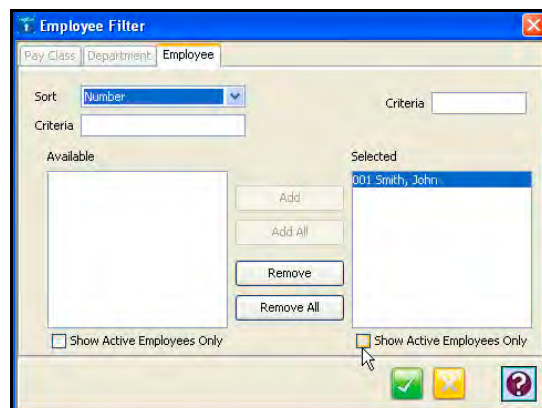 Employee Filter
Pay Class Department Employee
Sort Number
Criteria
Criteria
Available
Selected
001 Smith, John
Add
Add All
Remove
Remove All
Show Active Employees Only
Show Active Employees Only
?